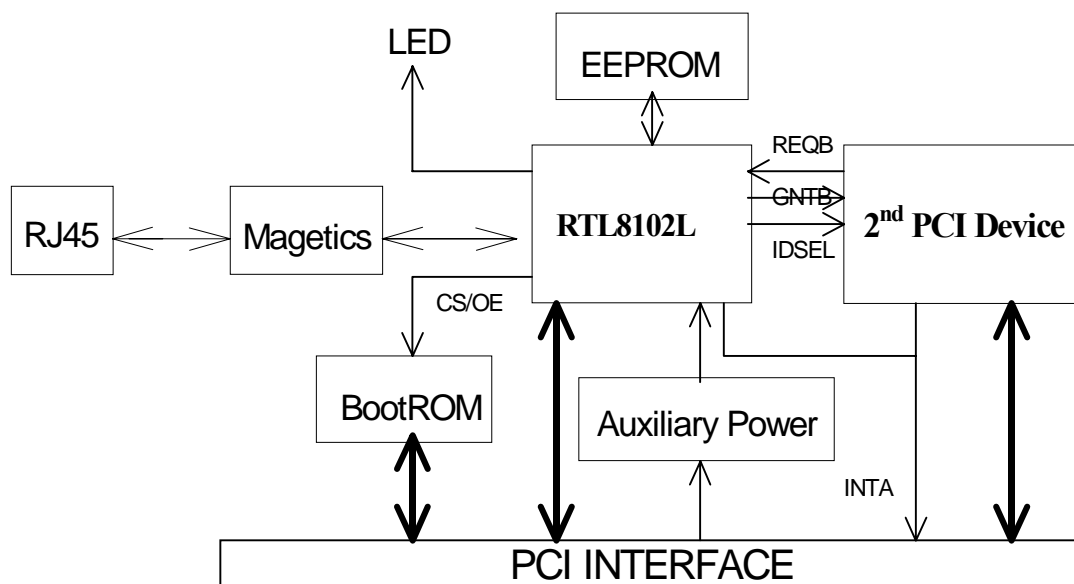 LED
EEPROM
REQB
GNTB
RTL8102L
2nd PCI Device
RJ45
Magetics
IDSEL
CS/OE
BootROM
Auxiliary Power
INTA
PCI INTERFACE